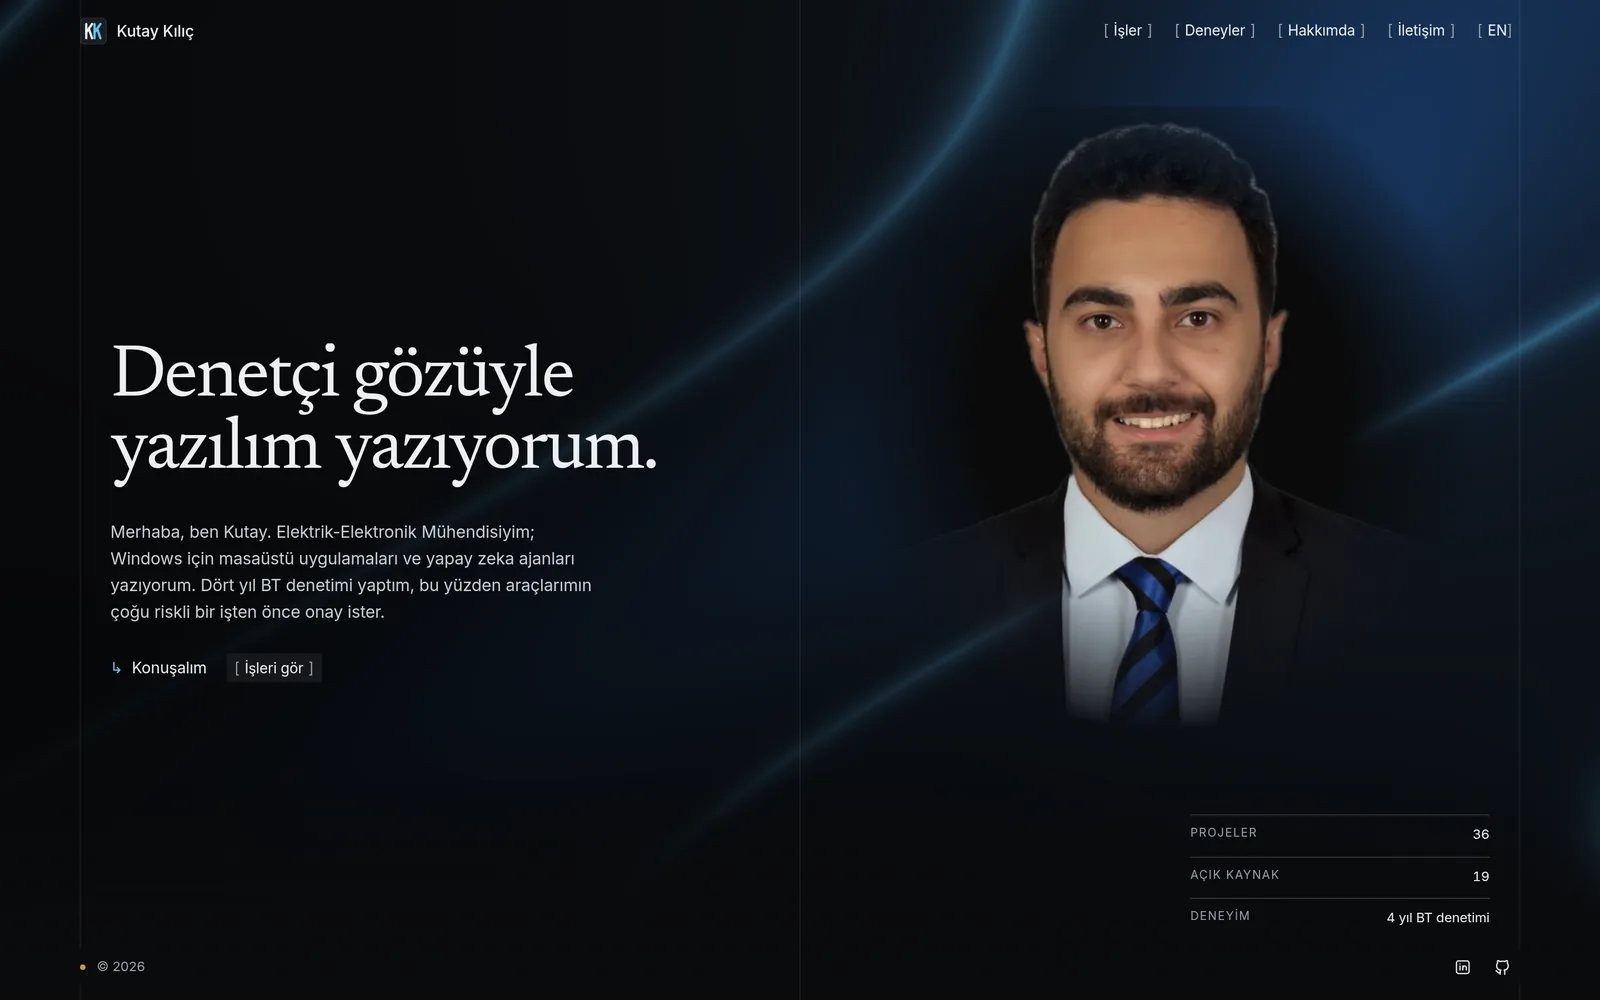 KK Kutay Kılıç
[ İşler ] [ Deneyler ] [ Hakkımda ] [ İletişim ] [ EN]
Denetçi gözüyle
yazılım yazıyorum.
Merhaba, ben Kutay. Elektrik-Elektronik Mühendisiyim;
Windows için masaüstü uygulamaları ve yapay zeka ajanları
yazıyorum. Dört yıl BT denetimi yaptım, bu yüzden araçlarımın
çoğu riskli bir işten önce onay ister.
↳ Konuşalım [ İşleri gör ]
PROJELER 36
AÇIK KAYNAK 19
DENEYİM 4 yıl BT denetimi
© 2026
in